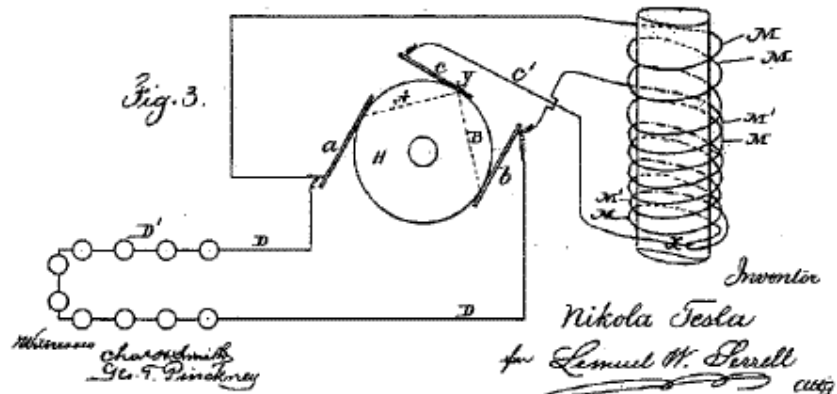 Fig. 3.
M
M
c
y
c'
A
M'
M
a
H
B
b
M'
M
x
D'
D
D
Inventor
Nikola Tesla
Witnesses
Chas. H. Smith
Geo. T. Pinckney
for Lemuel W. Serrell
atty